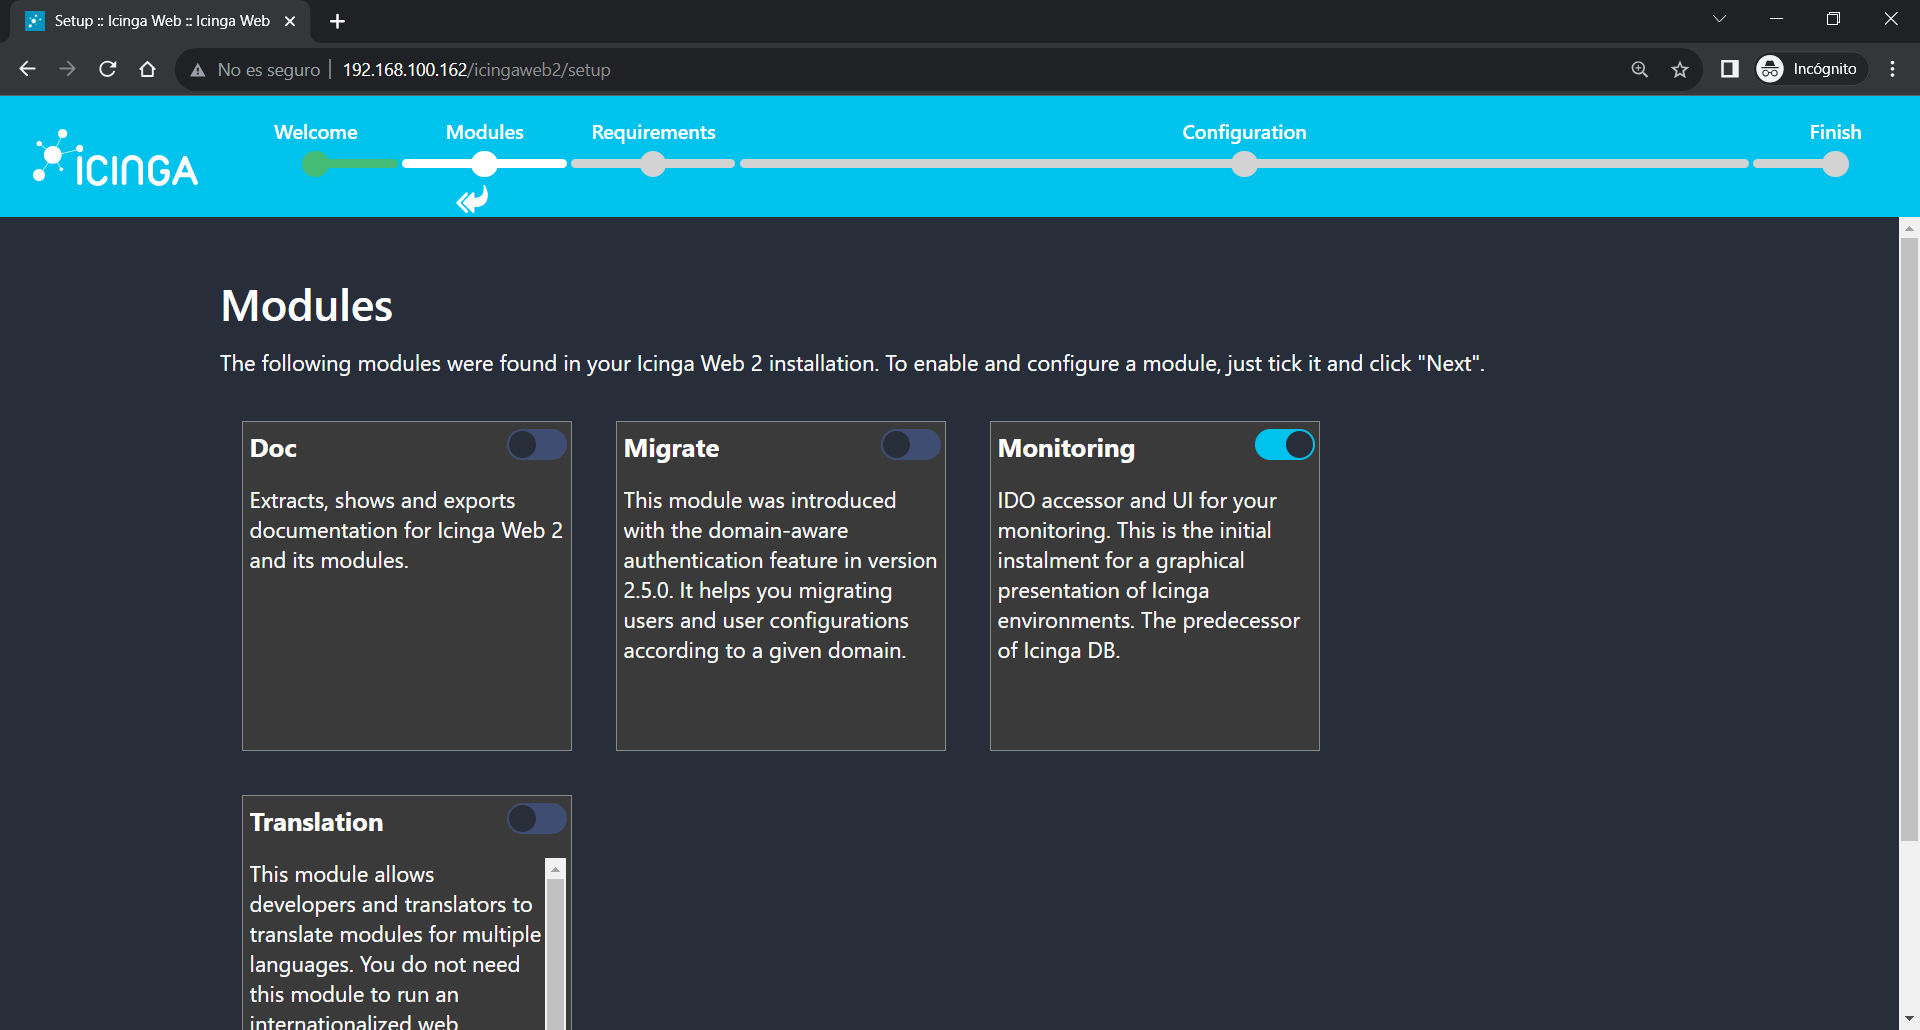 Setup :: Icinga Web :: Icinga Web
No es seguro
192.168.100.162/icingaweb2/setup
Incógnito
ICINGA
Welcome
Modules
Requirements
Configuration
Finish
Modules
The following modules were found in your Icinga Web 2 installation. To enable and configure a module, just tick it and click "Next".
Doc
Extracts, shows and exports
documentation for Icinga Web 2
and its modules.
Migrate
This module was introduced
with the domain-aware
authentication feature in version
2.5.0. It helps you migrating
users and user configurations
according to a given domain.
Monitoring
IDO accessor and UI for your
monitoring. This is the initial
instalment for a graphical
presentation of Icinga
environments. The predecessor
of Icinga DB.
Translation
This module allows
developers and translators to
translate modules for multiple
languages. You do not need
this module to run an
internationalized web